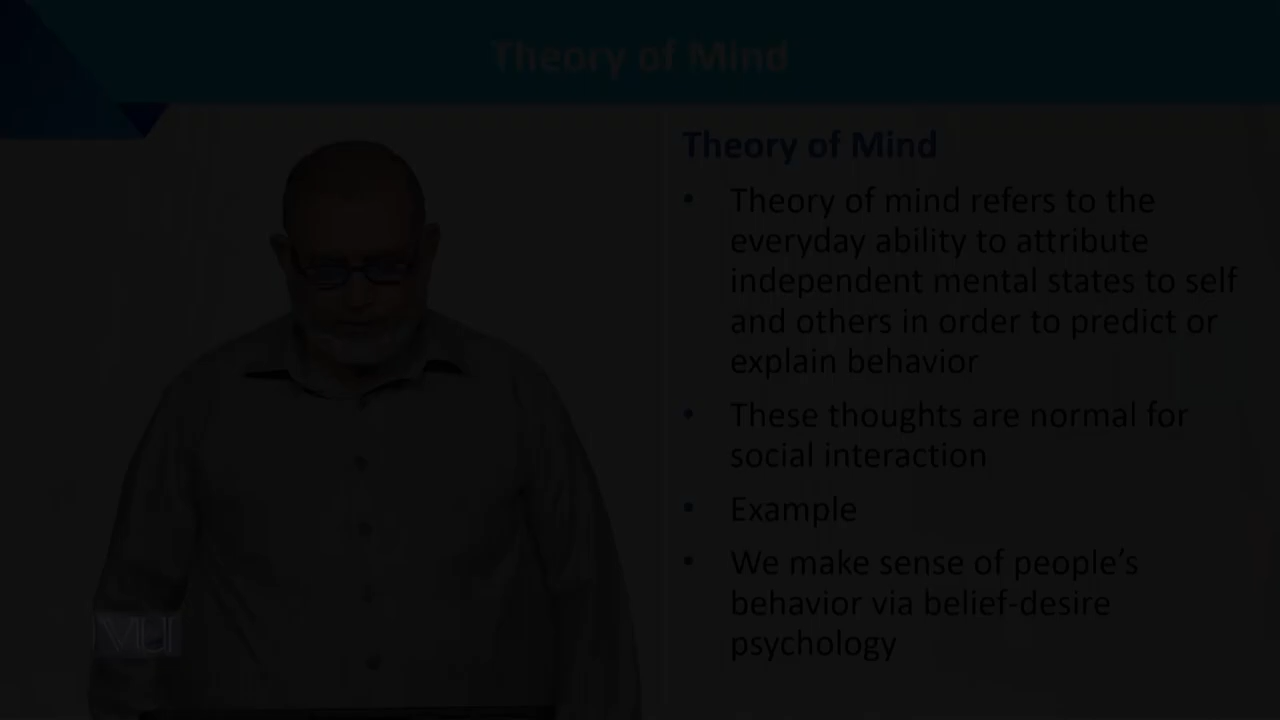 Theory of Mind
Theory of Mind
• Theory of mind refers to the
everyday ability to attribute
independent mental states to self
and others in order to predict or
explain behavior
• These thoughts are normal for
social interaction
• Example
• We make sense of people’s
behavior via belief-desire
psychology
VU